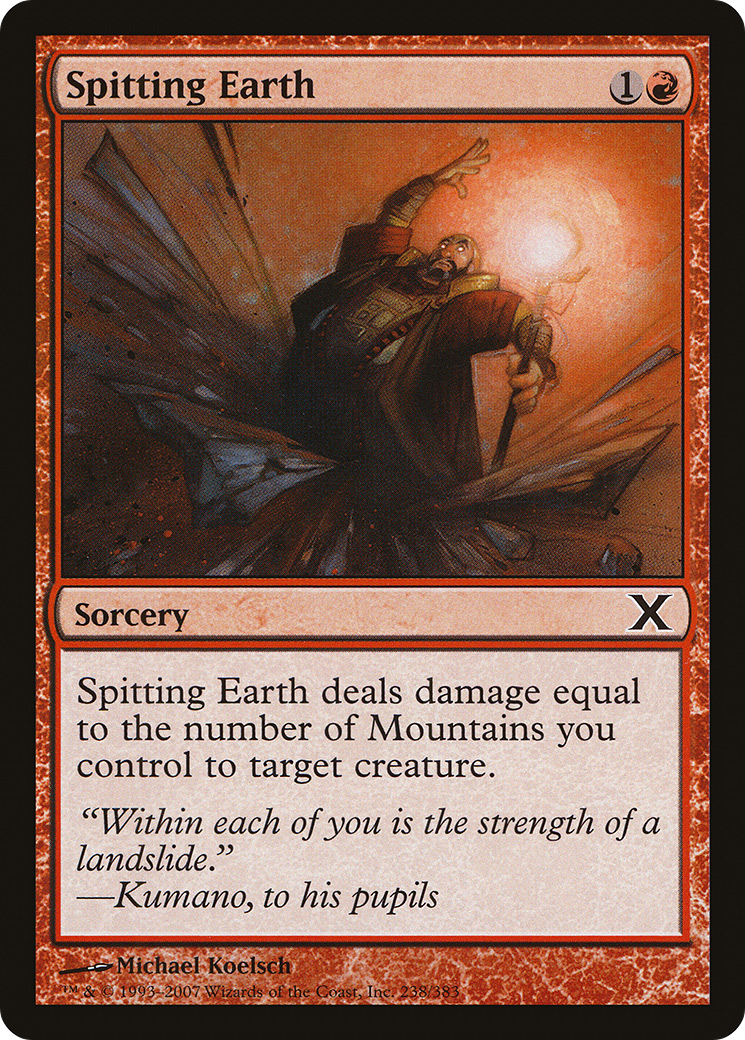 Spitting Earth 1
Sorcery X
Spitting Earth deals damage equal
to the number of Mountains you
control to target creature.
“Within each of you is the strength of a
landslide.”
—Kumano, to his pupils
Michael Koelsch
™ & © 1993–2007 Wizards of the Coast, Inc. 238/383